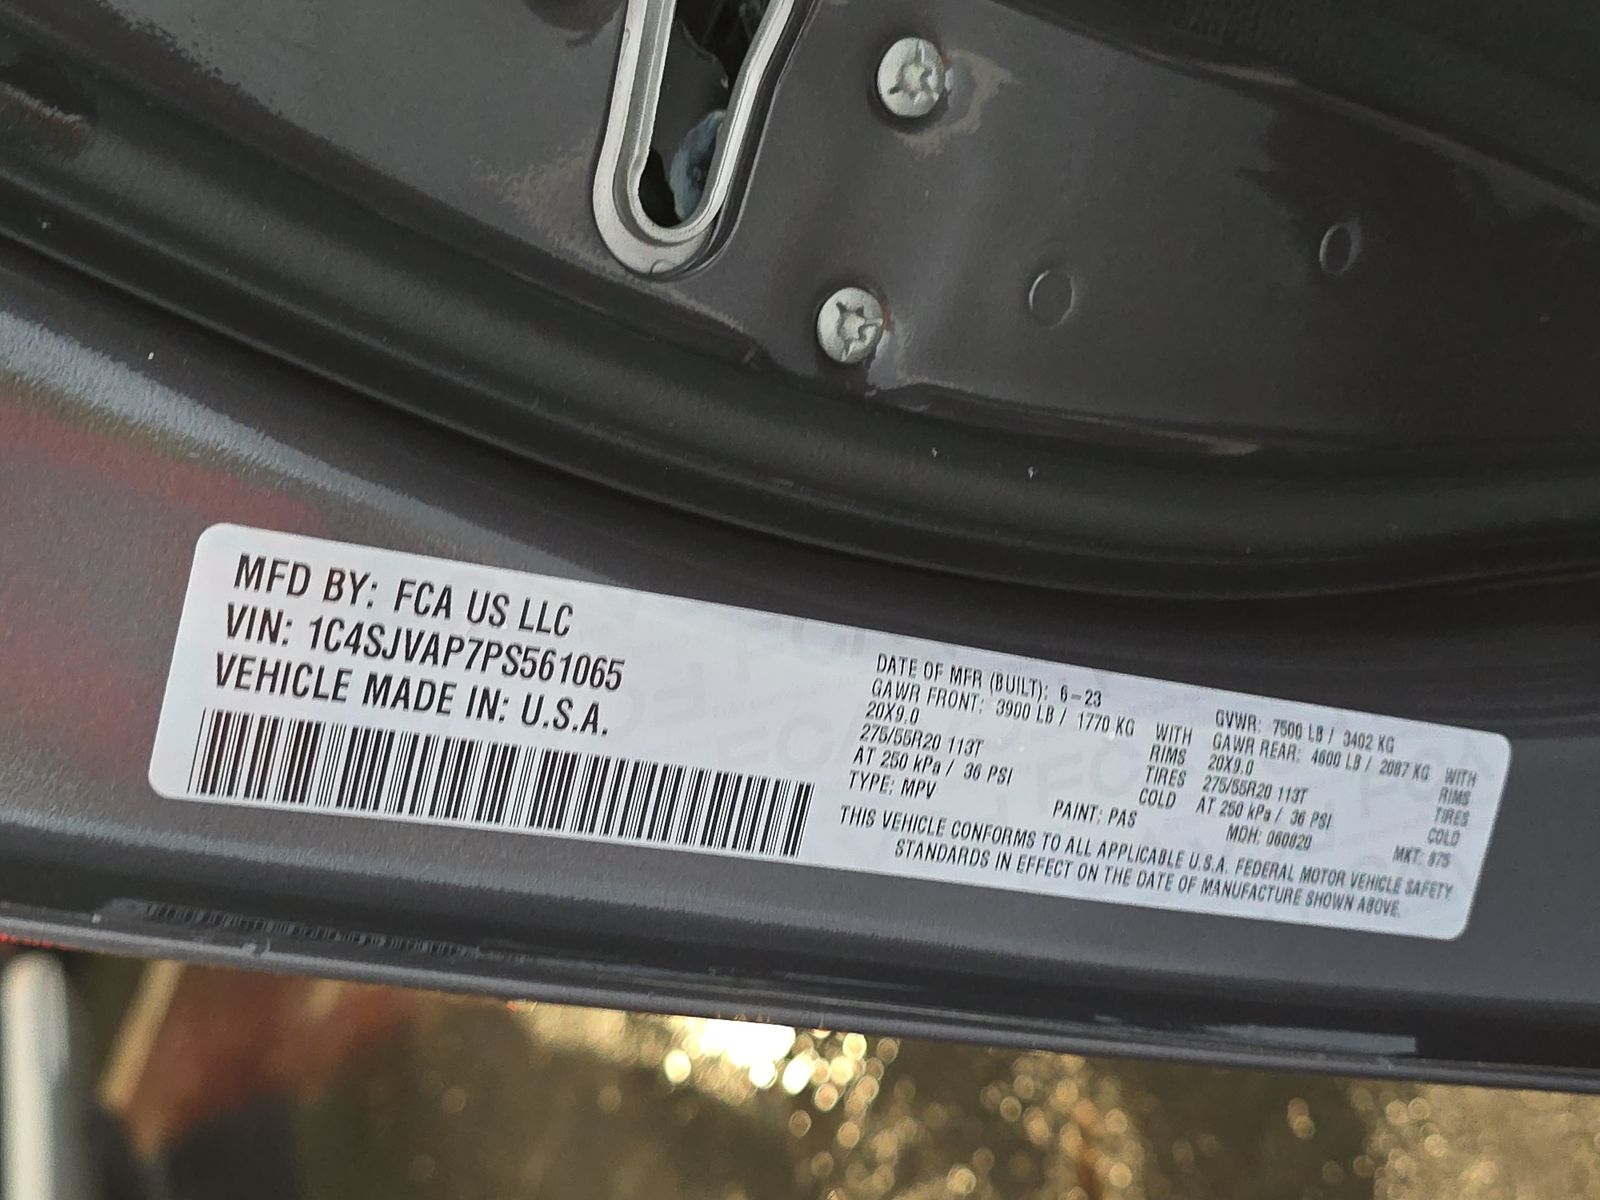 MFD BY: FCA US LLC
VIN: 1C4SJVAP7PS561065
VEHICLE MADE IN: U.S.A.
DATE OF MFR (BUILT): 6-23
GAWR FRONT: 3900 LB / 1770 KG WITH
20X9.0 RIMS
275/55R20 113T TIRES
AT 250 kPa / 36 PSI COLD
TYPE: MPV PAINT: PAS
GVWR: 7500 LB / 3402 KG
GAWR REAR: 4600 LB / 2087 KG WITH
20X9.0 RIMS
275/55R20 113T TIRES
AT 250 kPa / 36 PSI COLD
MDH: 060820 MKT: 875
THIS VEHICLE CONFORMS TO ALL APPLICABLE U.S.A. FEDERAL MOTOR VEHICLE SAFETY
STANDARDS IN EFFECT ON THE DATE OF MANUFACTURE SHOWN ABOVE.